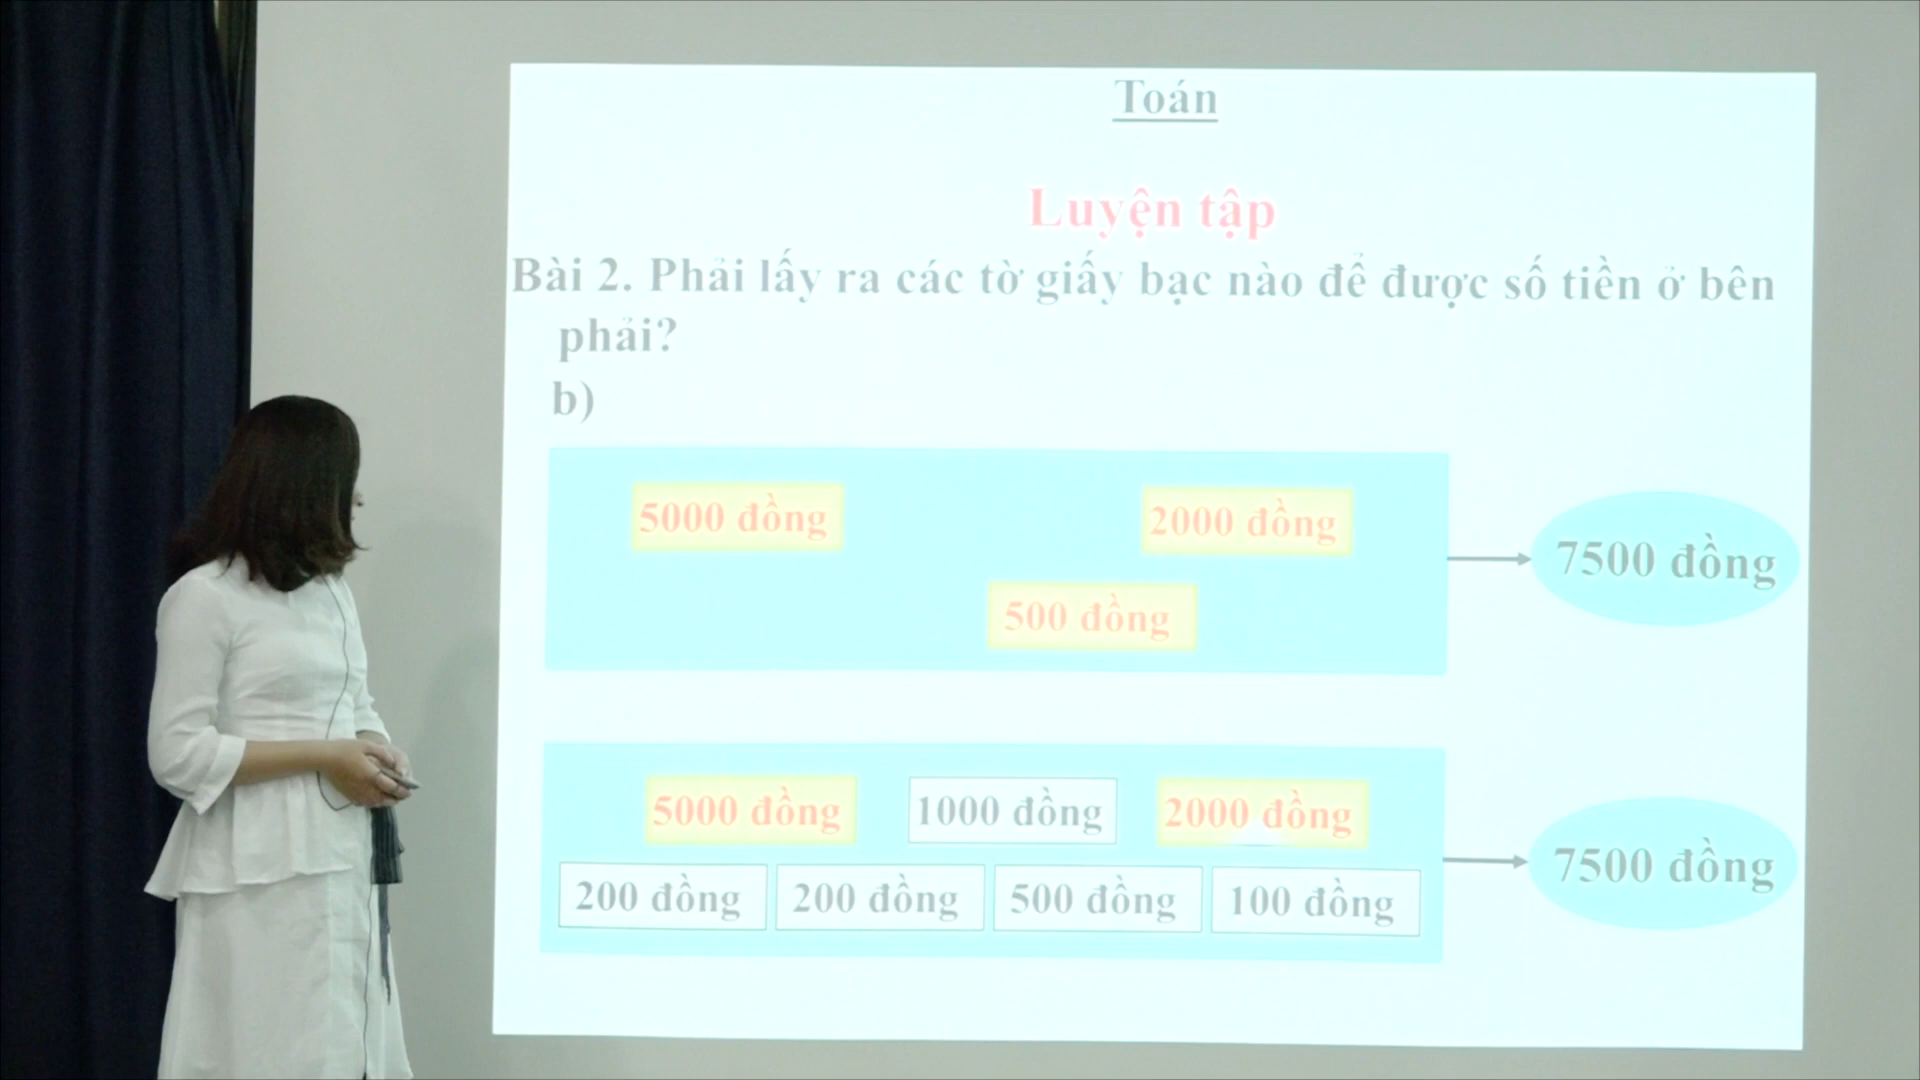 Toán
Luyện tập
Bài 2. Phải lấy ra các tờ giấy bạc nào để được số tiền ở bên
phải?
b)
5000 đồng
2000 đồng
500 đồng
7500 đồng
5000 đồng
1000 đồng
2000 đồng
200 đồng
200 đồng
500 đồng
100 đồng
7500 đồng